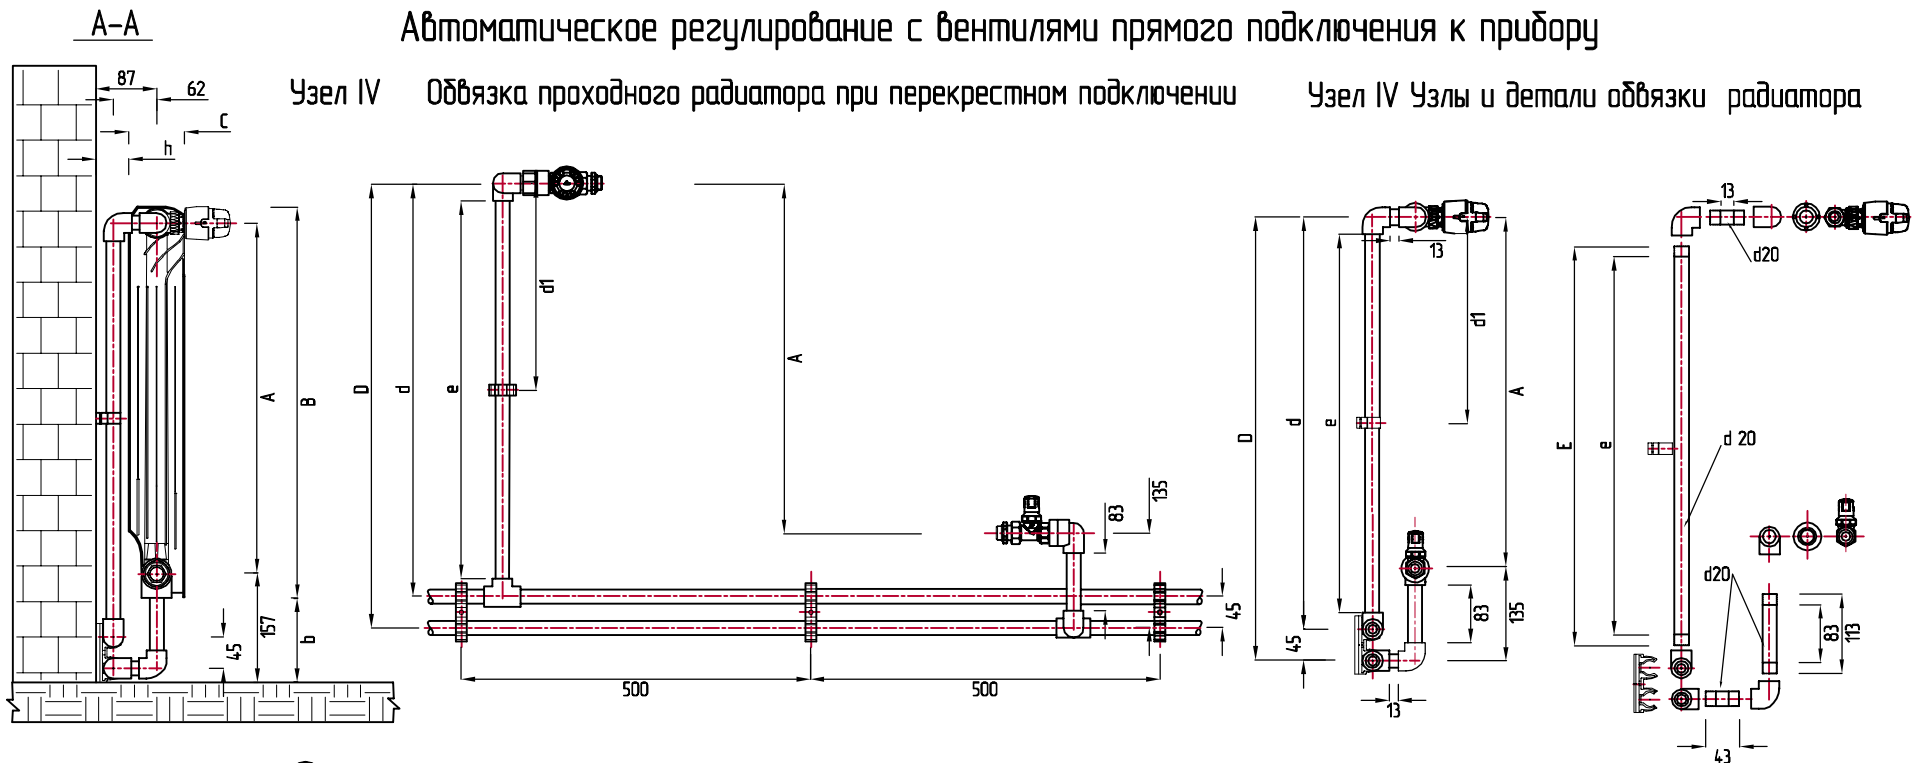 А-А
Автоматическое регулирование с вентилями прямого подключения к прибору
Узел IV Обвязка проходного радиатора при перекрестном подключении
Узел IV Узлы и детали обвязки радиатора
87
62
C
h
A
B
157
b
45
D
d
e
d1
A
83
135
45
500
500
D
d
e
d1
A
13
83
135
45
13
13
d20
E
e
d 20
d20
83
113
43